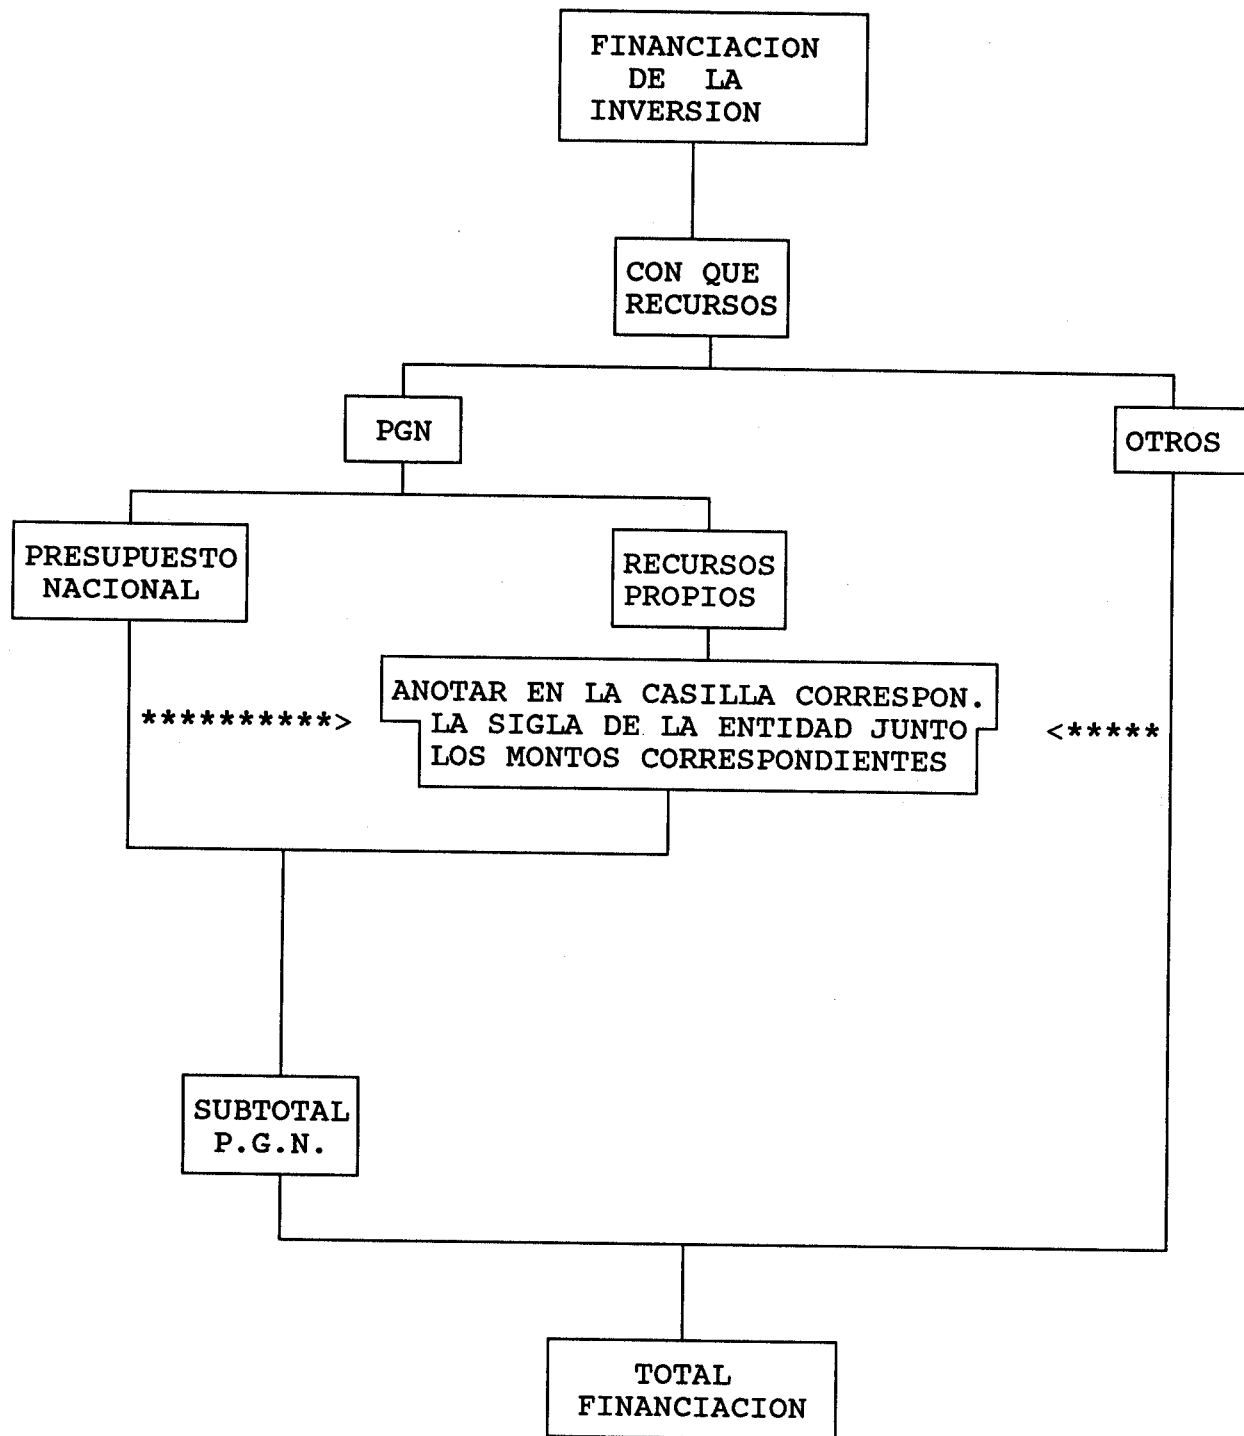 FINANCIACION
DE LA
INVERSION
CON QUE
RECURSOS
PGN
OTROS
PRESUPUESTO
NACIONAL
RECURSOS
PROPIOS
ANOTAR EN LA CASILLA CORRESPON.
LA SIGLA DE LA ENTIDAD JUNTO
LOS MONTOS CORRESPONDIENTES
**********>
<*****
SUBTOTAL
P.G.N.
TOTAL
FINANCIACION